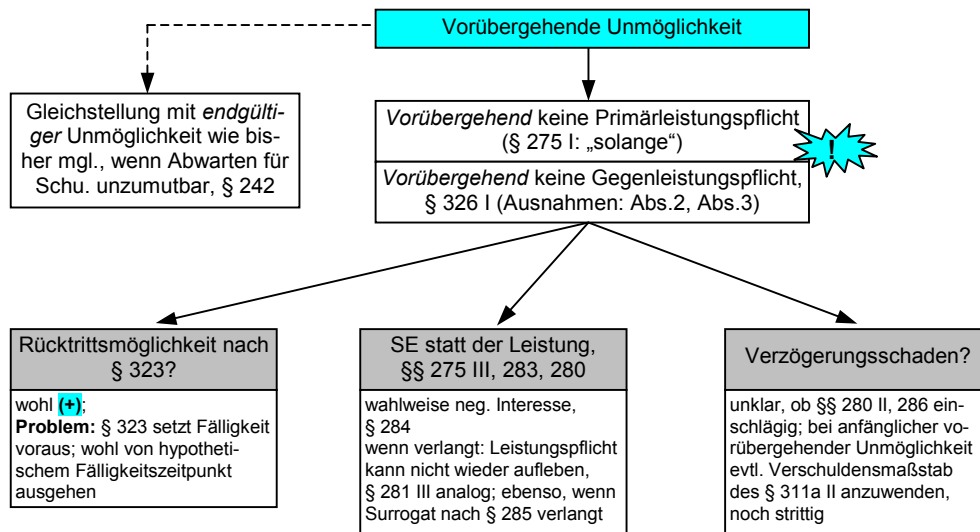 Vorübergehende Unmöglichkeit
Gleichstellung mit endgülti-
ger Unmöglichkeit wie bis-
her mgl., wenn Abwarten für
Schu. unzumutbar, § 242
Vorübergehend keine Primärleistungspflicht
(§ 275 I: „solange“)
!
Vorübergehend keine Gegenleistungspflicht,
§ 326 I (Ausnahmen: Abs.2, Abs.3)
Rücktrittsmöglichkeit nach
§ 323?
wohl (+);
Problem: § 323 setzt Fälligkeit
voraus; wohl von hypotheti-
schem Fälligkeitszeitpunkt
ausgehen
SE statt der Leistung,
§§ 275 III, 283, 280
wahlweise neg. Interesse,
§ 284
wenn verlangt: Leistungspflicht
kann nicht wieder aufleben,
§ 281 III analog; ebenso, wenn
Surrogat nach § 285 verlangt
Verzögerungsschaden?
unklar, ob §§ 280 II, 286 ein-
schlägig; bei anfänglicher vo-
rübergehender Unmöglichkeit
evtl. Verschuldensmaßstab
des § 311a II anzuwenden,
noch strittig